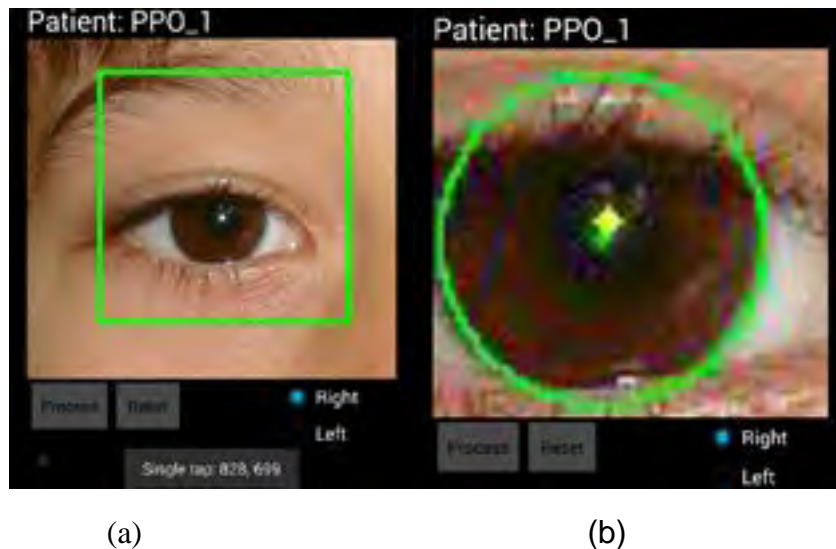 Patient: PPO_1
Process Reset
Right
Left
Single tap: 828, 699
(a)
Patient: PPO_1
Process Reset
Right
Left
(b)